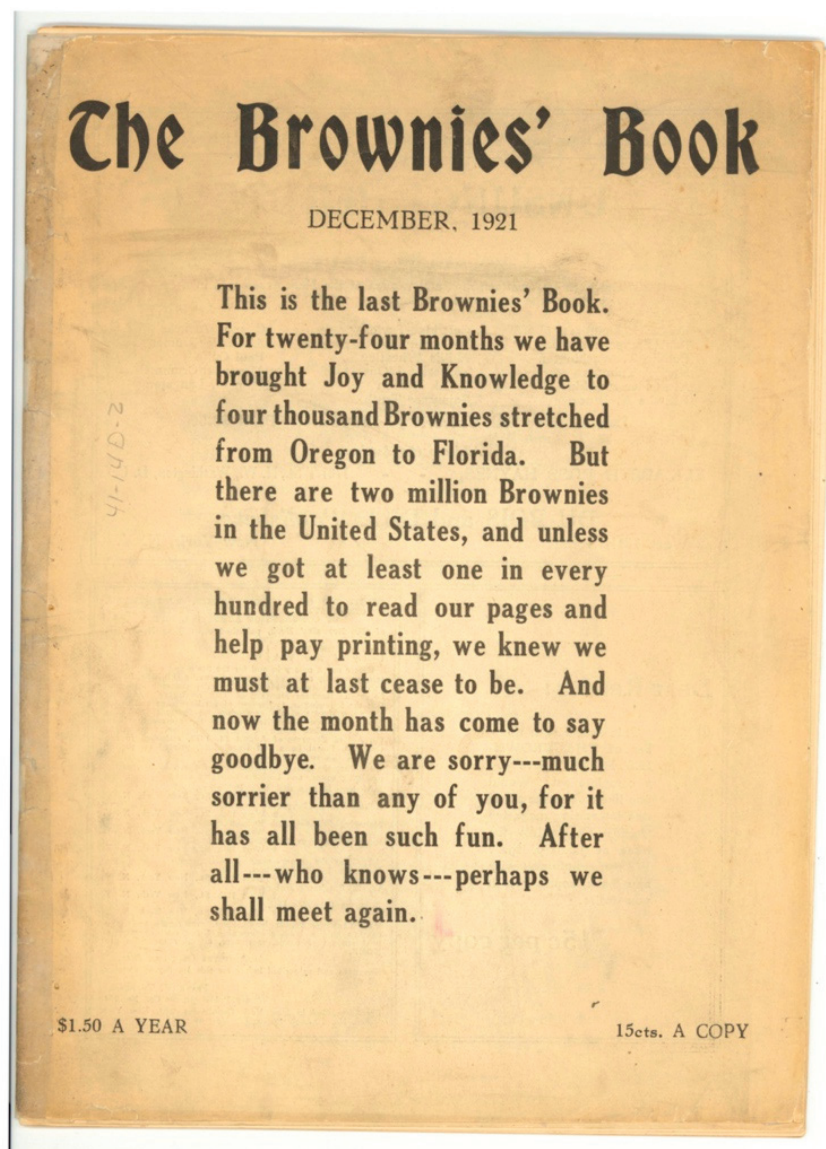 The Brownies' Book
DECEMBER, 1921
This is the last Brownies' Book.
For twenty-four months we have
brought Joy and Knowledge to
four thousand Brownies stretched
from Oregon to Florida. But
there are two million Brownies
in the United States, and unless
we got at least one in every
hundred to read our pages and
help pay printing, we knew we
must at last cease to be. And
now the month has come to say
goodbye. We are sorry---much
sorrier than any of you, for it
has all been such fun. After
all---who knows---perhaps we
shall meet again.
$1.50 A YEAR
15cts. A COPY
41-14D-2